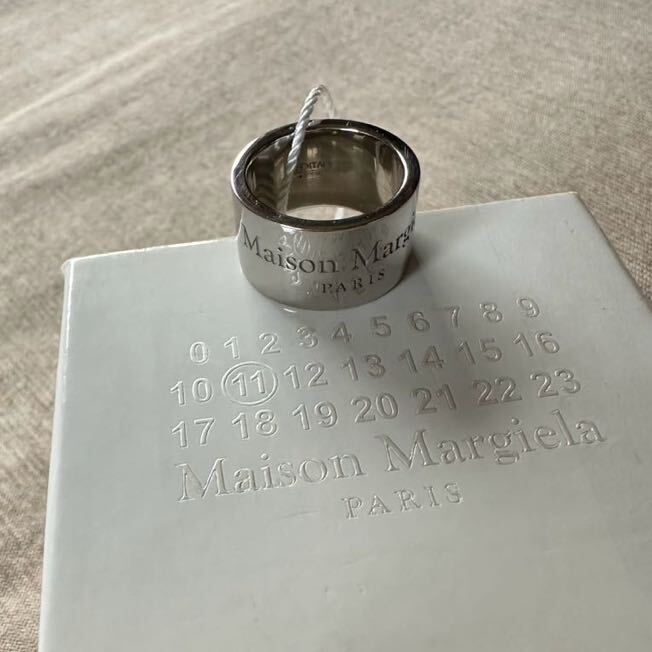 Maison Margi
PARIS
0 1 2 3 4 5 6 7 8 9
10 11 12 13 14 15 16
17 18 19 20 21 22 23
Maison Margiela
PARIS